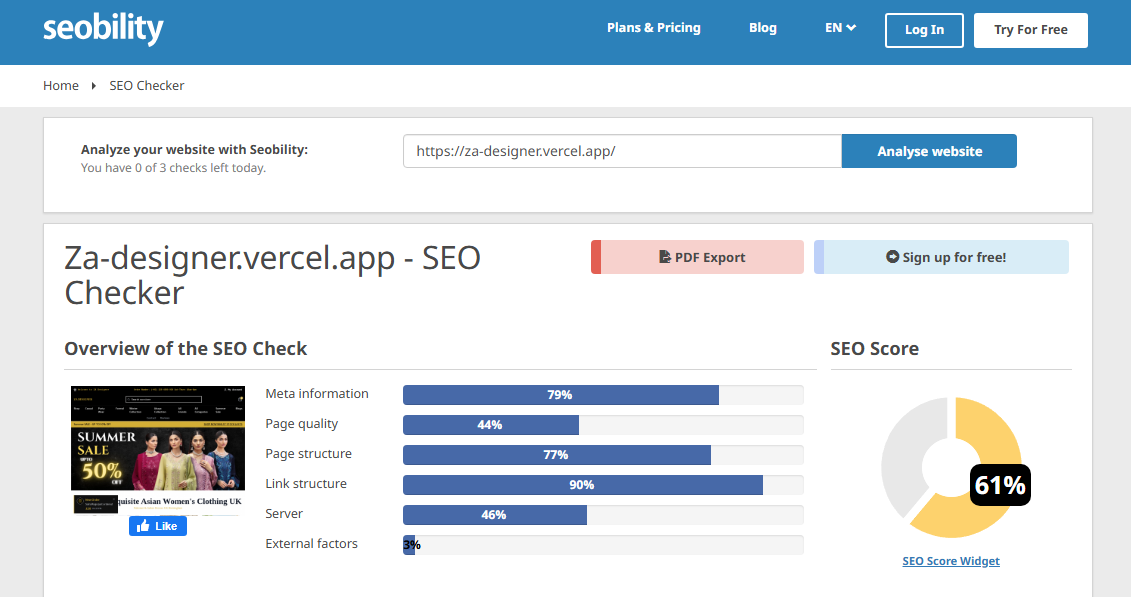 seobility
Plans & Pricing
Blog
EN
Log In
Try For Free
Home
SEO Checker
Analyze your website with Seobility:
You have 0 of 3 checks left today.
https://za-designer.vercel.app/
Analyse website
Za-designer.vercel.app - SEO
Checker
PDF Export
Sign up for free!
Overview of the SEO Check
SUMMER
SALE
UPTO
50%
OFF
quisite Asian Women's Clothing UK
Like
Meta information
79%
Page quality
44%
Page structure
77%
Link structure
90%
Server
46%
External factors
3%
SEO Score
61%
SEO Score Widget